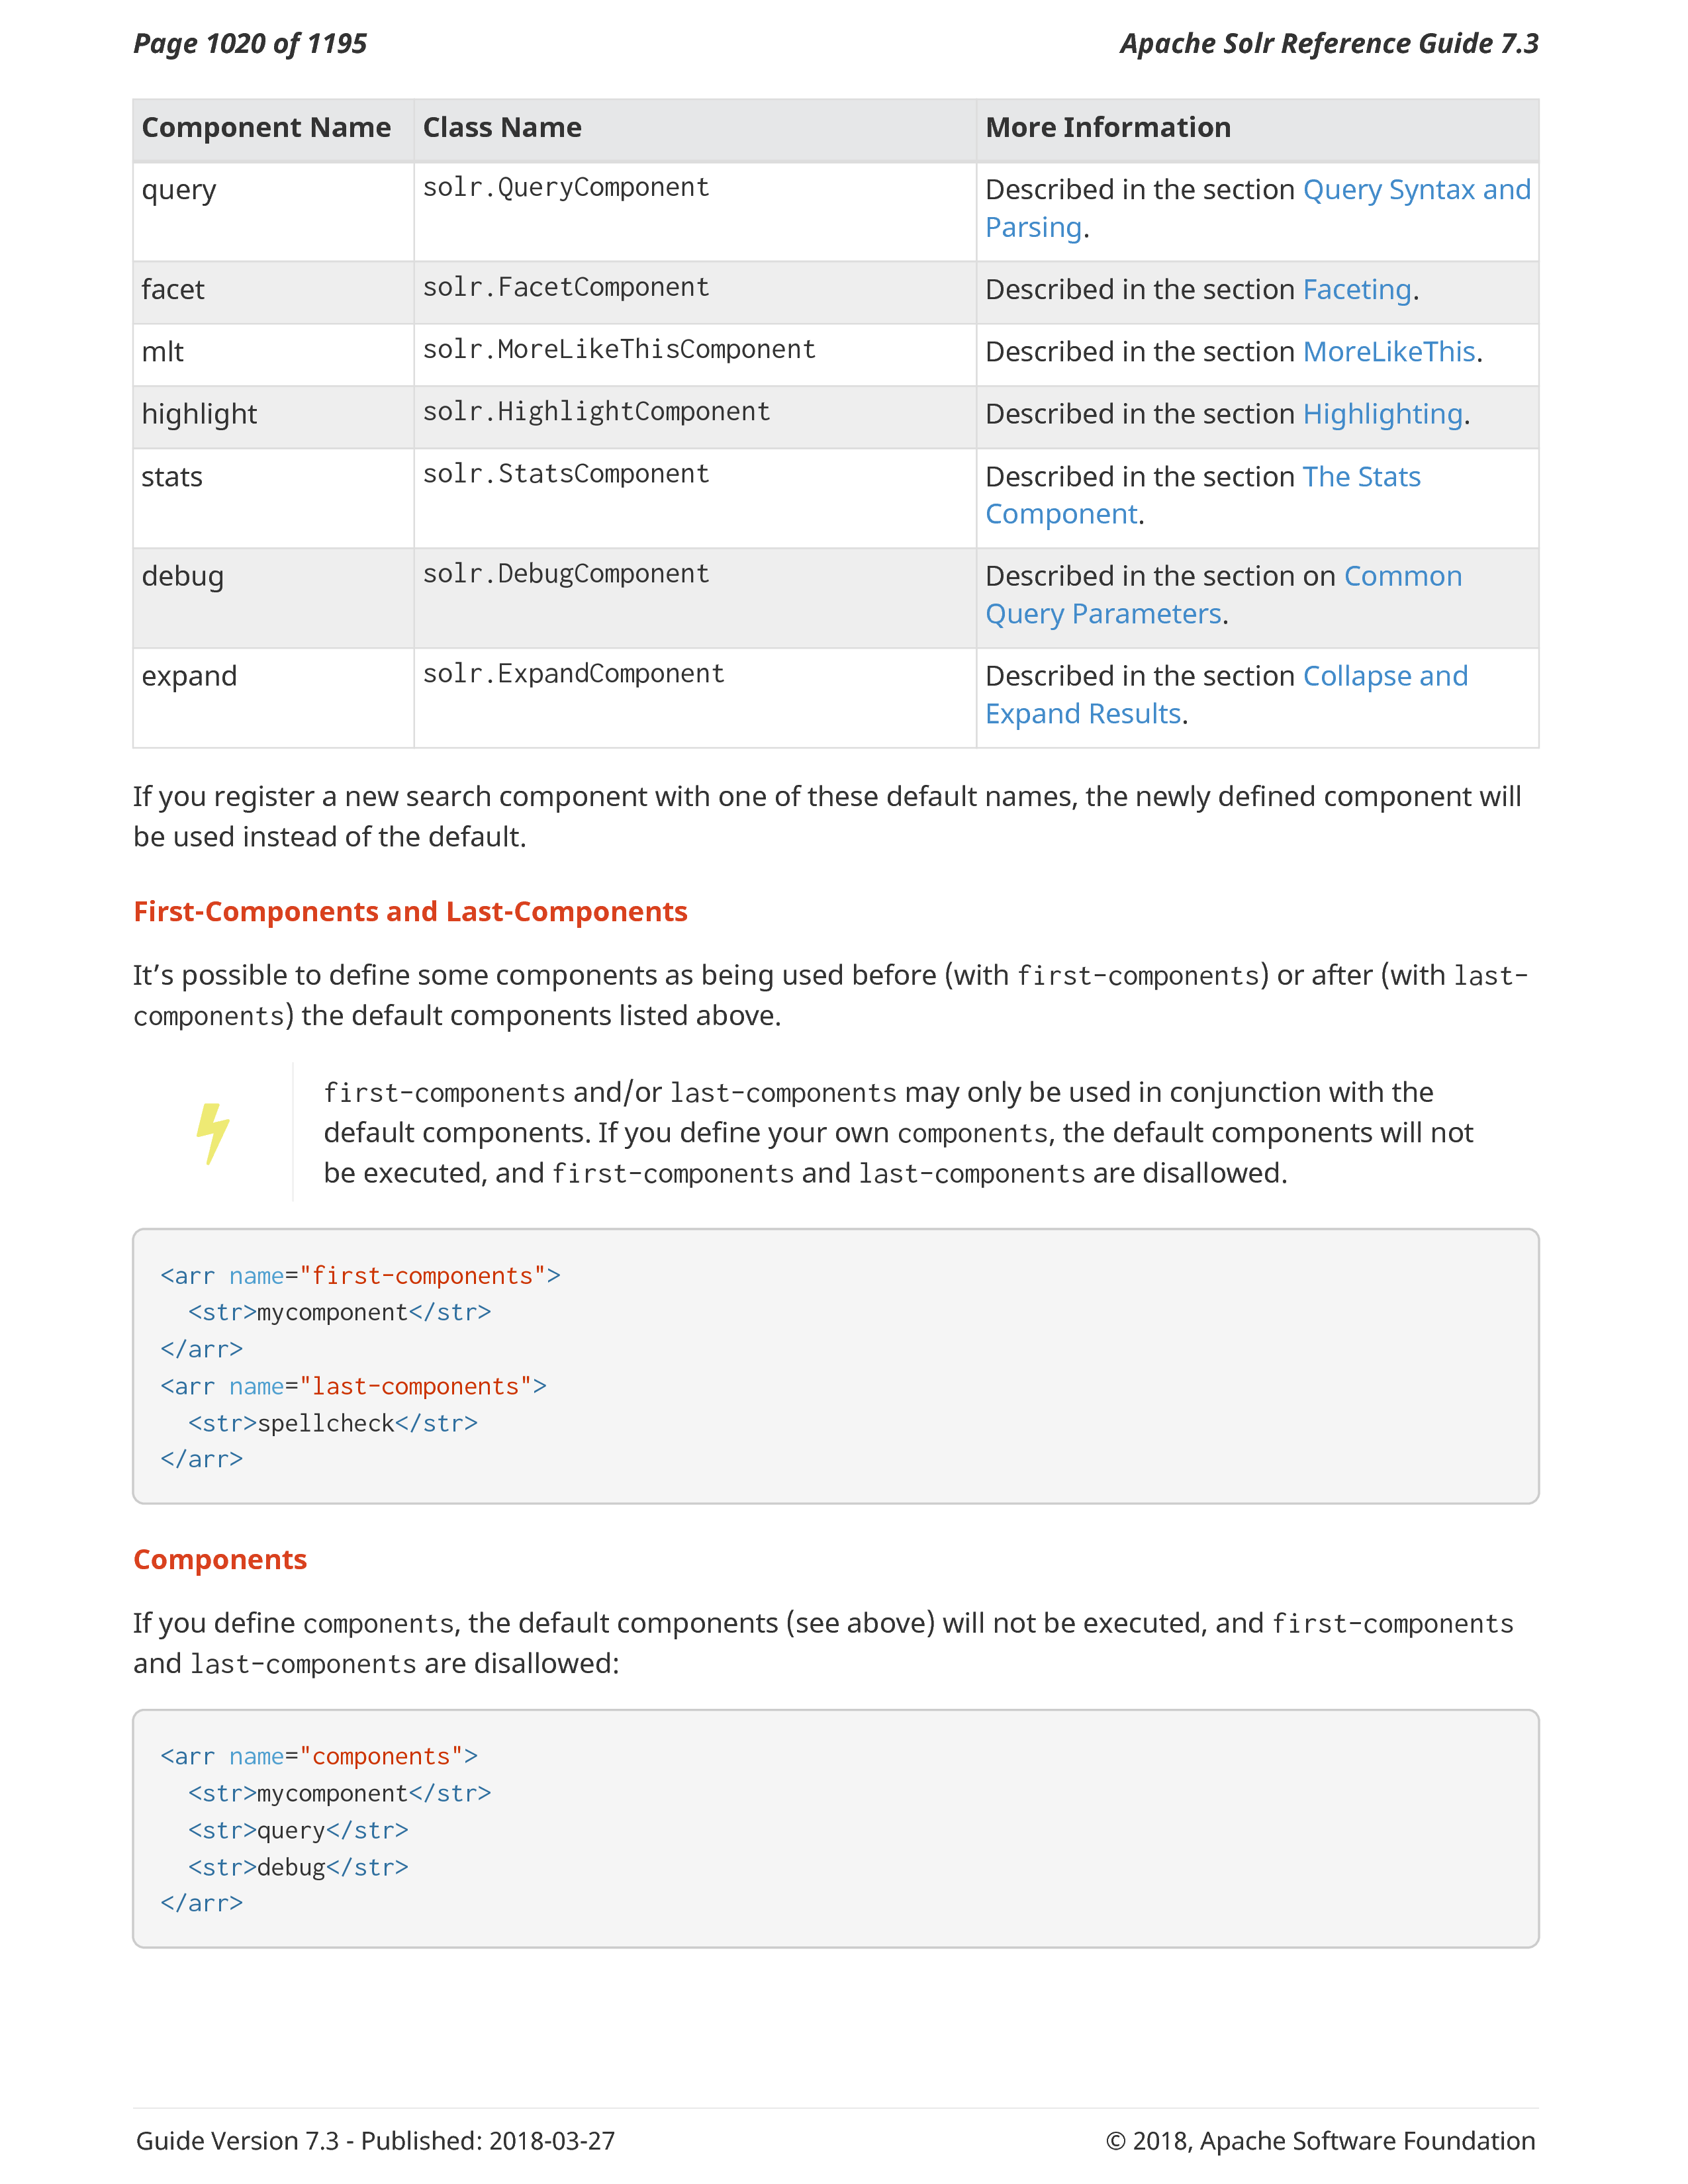 Page 1020 of 1195
Apache Solr Reference Guide 7.3
Component Name
Class Name
More Information
query
solr.QueryComponent
Described in the section Query Syntax and
Parsing.
facet
solr.FacetComponent
Described in the section Faceting.
mlt
solr.MoreLikeThisComponent
Described in the section MoreLikeThis.
highlight
solr.HighlightComponent
Described in the section Highlighting.
stats
solr.StatsComponent
Described in the section The Stats
Component.
debug
solr.DebugComponent
Described in the section on Common
Query Parameters.
expand
solr.ExpandComponent
Described in the section Collapse and
Expand Results.
If you register a new search component with one of these default names, the newly defined component will
be used instead of the default.
First-Components and Last-Components
It’s possible to define some components as being used before (with first-components) or after (with last-
components) the default components listed above.
first-components and/or last-components may only be used in conjunction with the
default components. If you define your own components, the default components will not
be executed, and first-components and last-components are disallowed.
<arr name="first-components">
  <str>mycomponent</str>
</arr>
<arr name="last-components">
  <str>spellcheck</str>
</arr>
Components
If you define components, the default components (see above) will not be executed, and first-components
and last-components are disallowed:
<arr name="components">
  <str>mycomponent</str>
  <str>query</str>
  <str>debug</str>
</arr>
Guide Version 7.3 - Published: 2018-03-27
© 2018, Apache Software Foundation